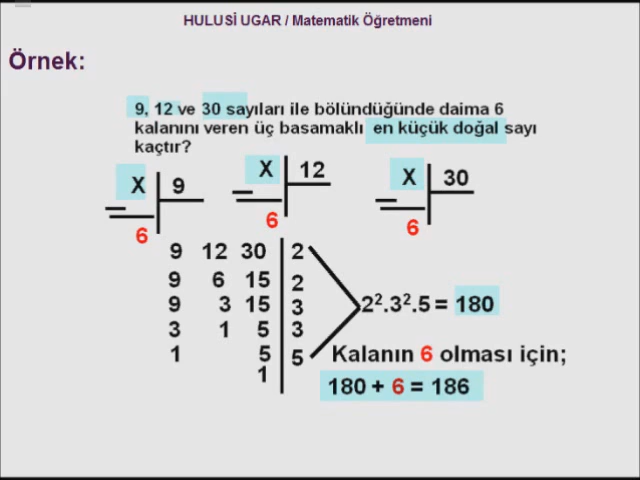 HULUSİ UGAR / Matematik Öğretmeni
Örnek:
9, 12 ve 30 sayıları ile bölündüğünde daima 6
kalanını veren üç basamaklı en küçük doğal sayı
kaçtır?
X 9
6
X 12
6
X 30
6
9 12 30 2
9 6 15 2
9 3 15 3
3 1 5 3
1 5 5
1
2².3².5 = 180
Kalanın 6 olması için;
180 + 6 = 186